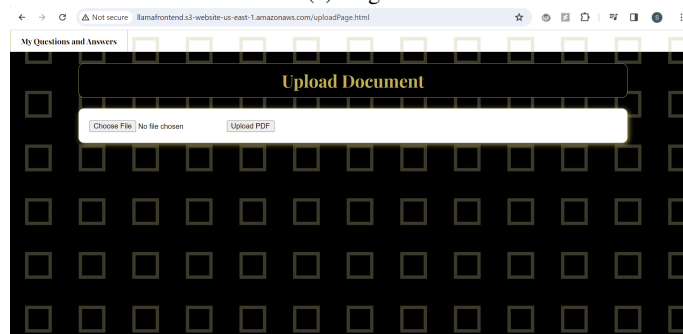 Not secure llamafrontend.s3-website-us-east-1.amazonaws.com/uploadPage.html S
My Questions and Answers
Upload Document
Choose File No file chosen Upload PDF